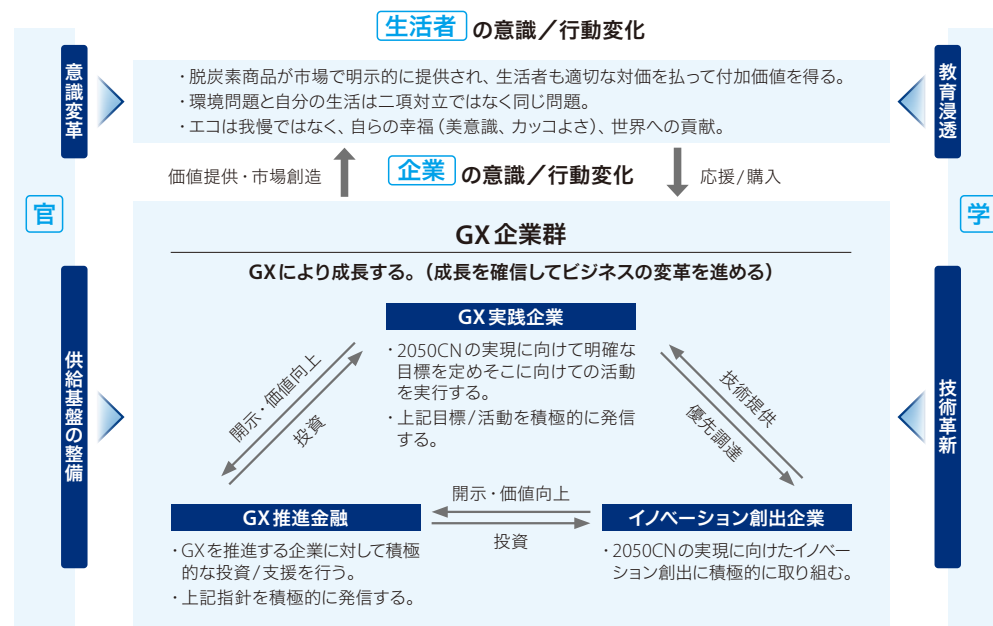 生活者 の意識／行動変化
意識変革
・脱炭素商品が市場で明示的に提供され、生活者も適切な対価を払って付加価値を得る。
・環境問題と自分の生活は二項対立ではなく同じ問題。
・エコは我慢ではなく、自らの幸福（美意識、カッコよさ）、世界への貢献。
教育浸透
価値提供・市場創造
企業 の意識／行動変化
応援/購入
官
学
GX企業群
GXにより成長する。（成長を確信してビジネスの変革を進める）
供給基盤の整備
技術革新
GX実践企業
・2050CNの実現に向けて明確な
目標を定めそこに向けての活動
を実行する。
・上記目標/活動を積極的に発信
する。
開示・価値向上
投資
技術提供
優先調達
開示・価値向上
投資
GX推進金融
・GXを推進する企業に対して積極
的な投資/支援を行う。
・上記指針を積極的に発信する。
イノベーション創出企業
・2050CNの実現に向けたイノベー
ション創出に積極的に取り組む。